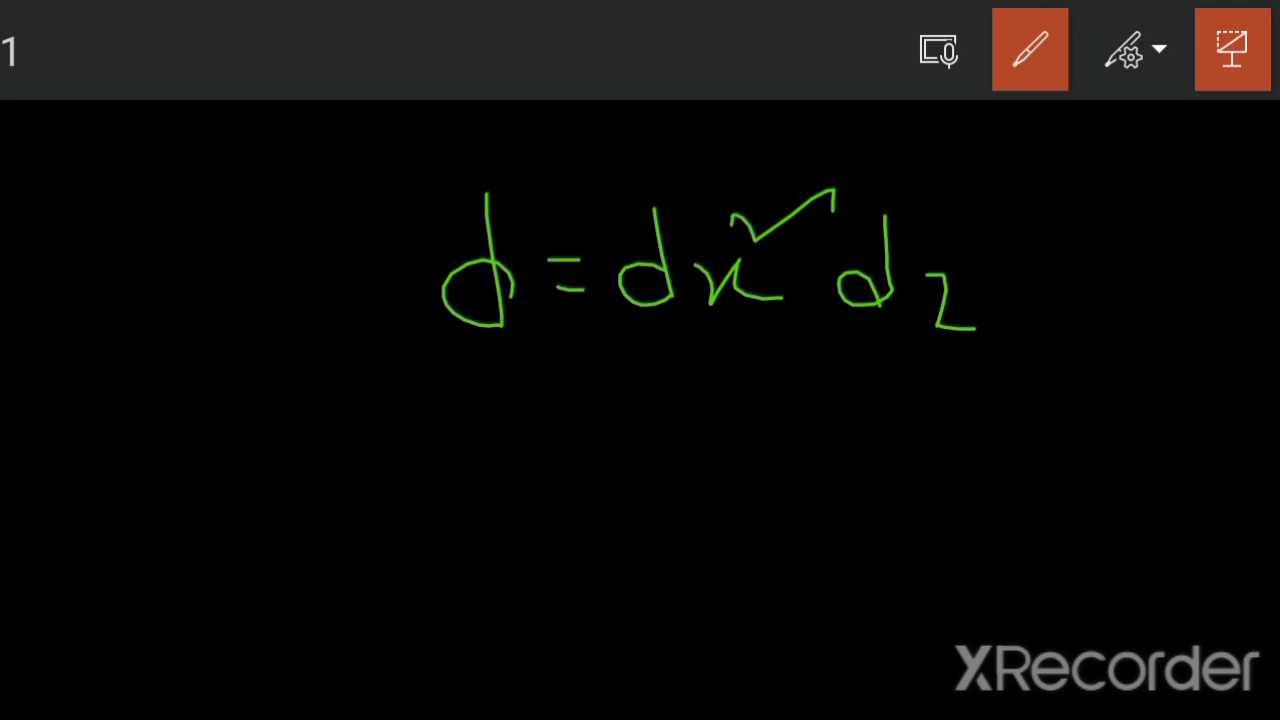 1
d = dx✓ d2
XRecorder